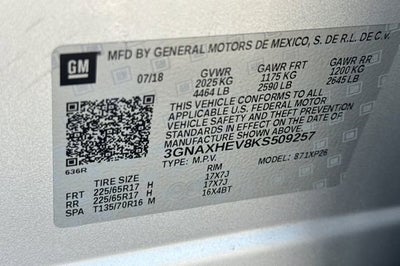 GM
MFD BY GENERAL MOTORS DE MEXICO, S. DE R.L. DE C.V.
07/18 GVWR GAWR FRT GAWR RR
2025 KG 1175 KG 1200 KG
4464 LB 2590 LB 2645 LB
THIS VEHICLE CONFORMS TO ALL
APPLICABLE U.S. FEDERAL MOTOR
VEHICLE SAFETY AND THEFT PREVENTION
STANDARDS IN EFFECT ON THE DATE OF
MANUFACTURE SHOWN ABOVE.
3GNAXHEV8KS509257
636R TYPE: M.P.V. MODEL: 871XP26
TIRE SIZE RIM
FRT 225/65R17 H 17X7J
RR 225/65R17 H 17X7J
SPA T135/70R16 M 16X4BT